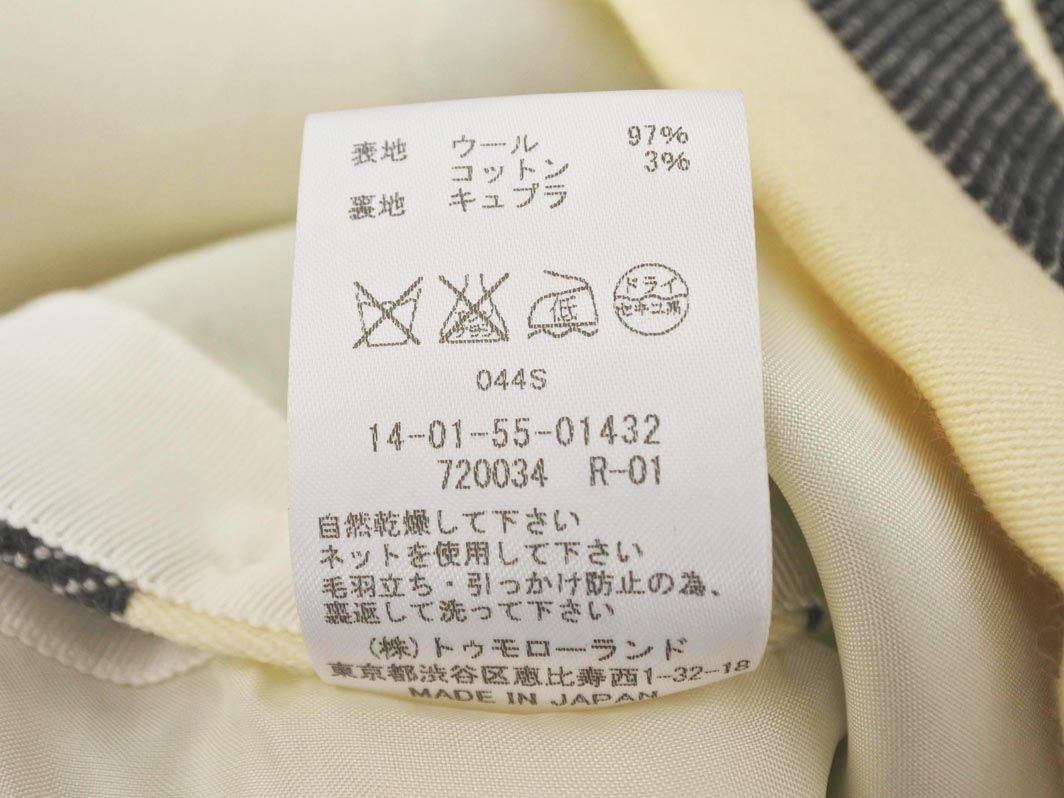 表地 ウール 97%
コットン 3%
裏地 キュプラ
低 ドライ
セキユ系
044S
14-01-55-01432
720034 R-01
自然乾燥して下さい
ネットを使用して下さい
毛羽立ち・引っかけ防止の為、
裏返して洗って下さい
(株)トゥモローランド
東京都渋谷区恵比寿西1-32-18
MADE IN JAPAN